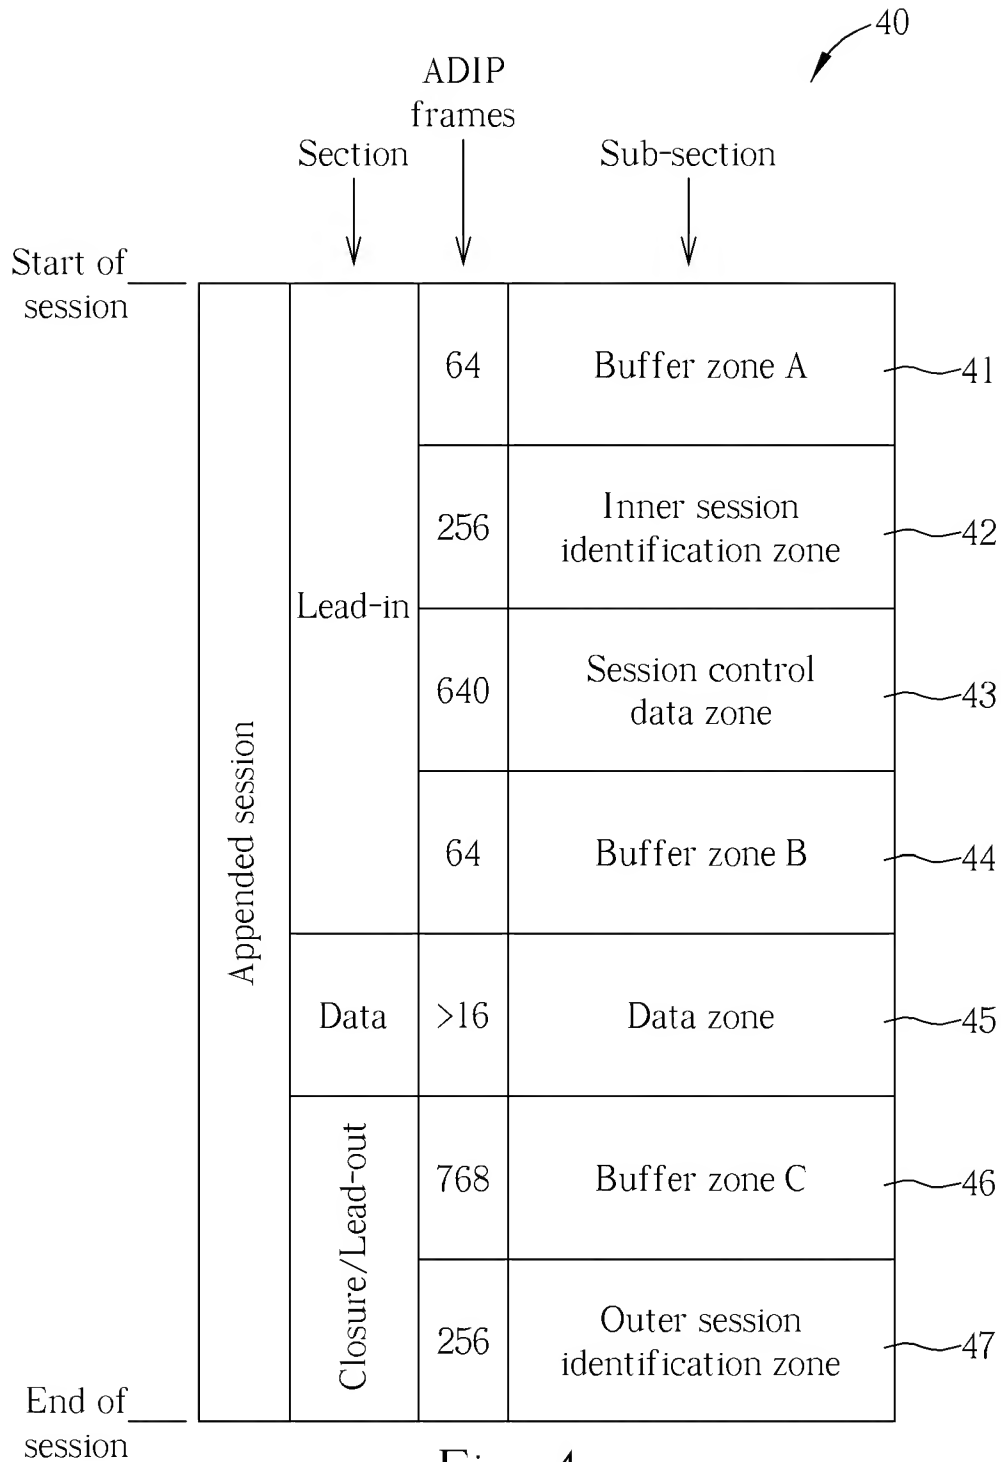 40
ADIP
frames
Section
Sub-section
Start of
session
64
Buffer zone A
41
256
Inner session
identification zone
42
Lead-in
640
Session control
data zone
43
Appended session
64
Buffer zone B
44
Data
>16
Data zone
45
Closure/Lead-out
768
Buffer zone C
46
256
Outer session
identification zone
47
End of
session